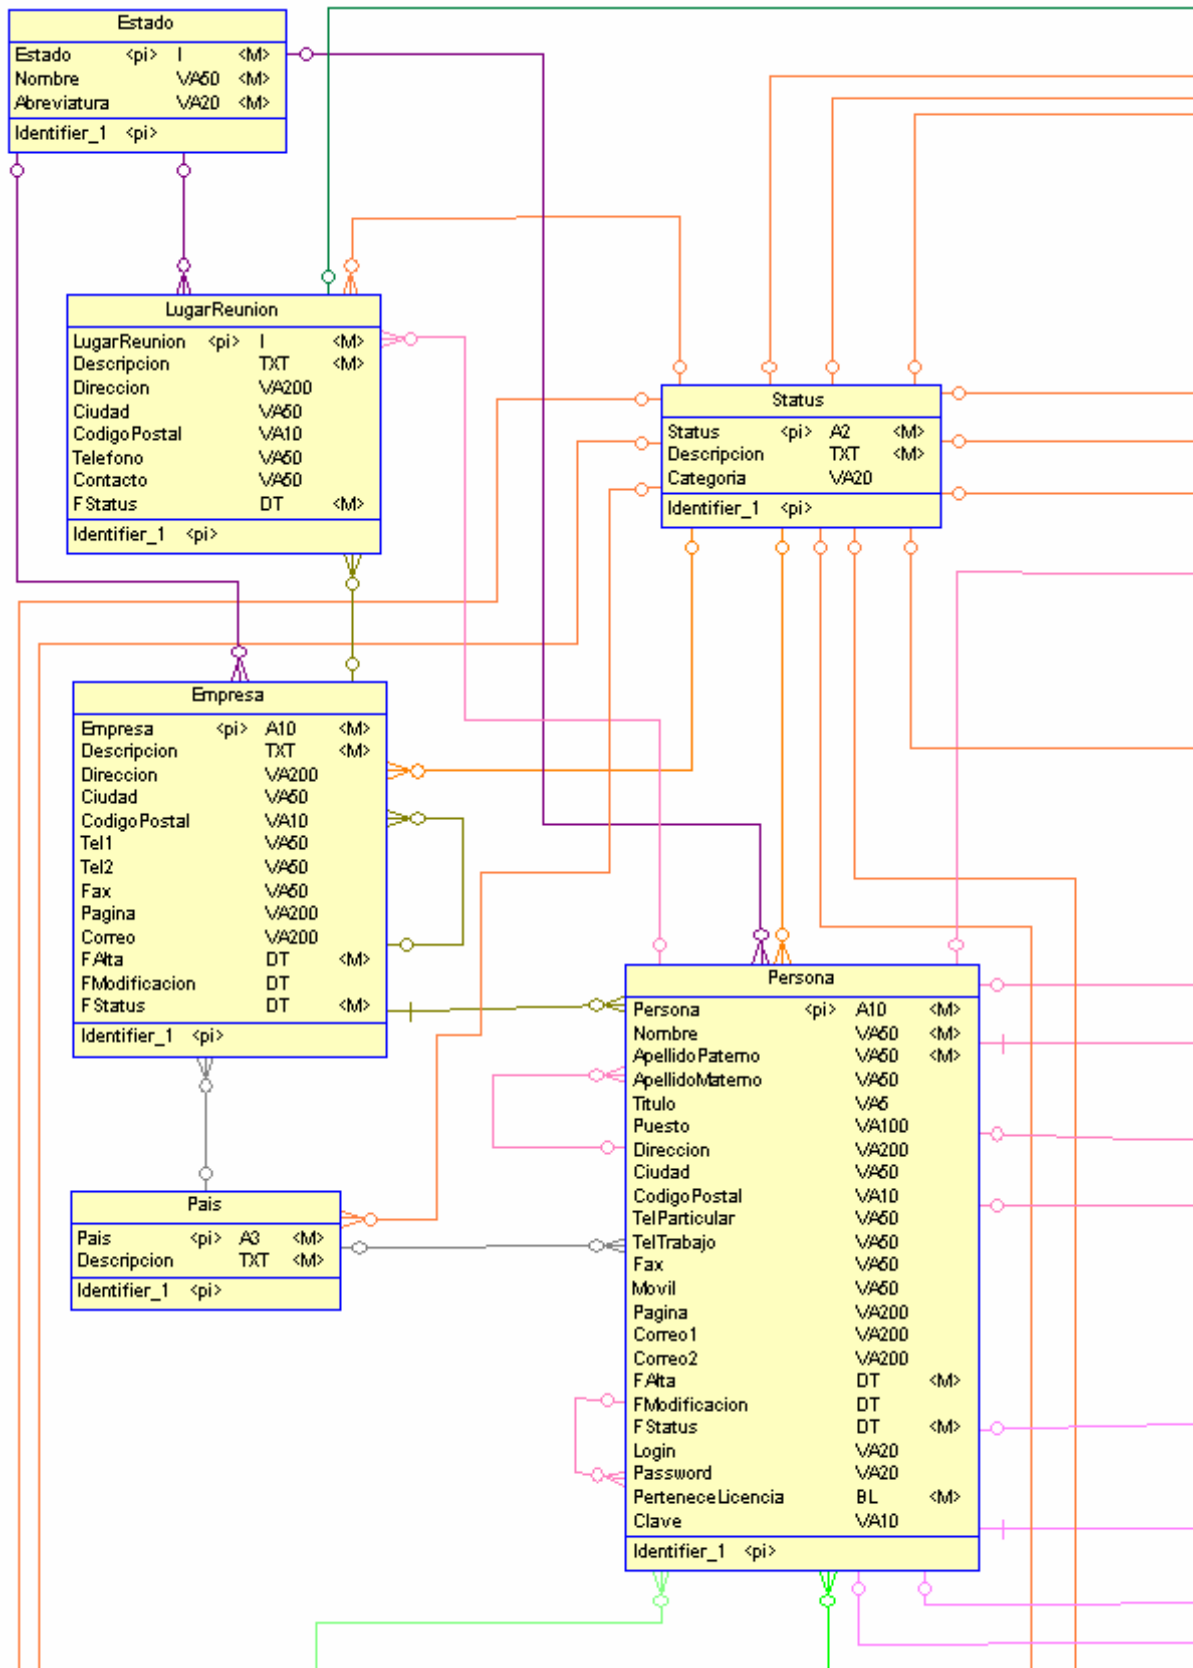 Estado
Estado <pi> I <M>
Nombre VA50 <M>
Abreviatura VA20 <M>
Identifier_1 <pi>
LugarReunion
LugarReunion <pi> I <M>
Descripcion TXT <M>
Direccion VA200
Ciudad VA50
CodigoPostal VA10
Telefono VA50
Contacto VA50
FStatus DT <M>
Identifier_1 <pi>
Status
Status <pi> A2 <M>
Descripcion TXT <M>
Categoria VA20
Identifier_1 <pi>
Empresa
Empresa <pi> A10 <M>
Descripcion TXT <M>
Direccion VA200
Ciudad VA50
CodigoPostal VA10
Tel1 VA50
Tel2 VA50
Fax VA50
Pagina VA200
Correo VA200
FAlta DT <M>
FModificacion DT
FStatus DT <M>
Identifier_1 <pi>
Persona
Persona <pi> A10 <M>
Nombre VA50 <M>
ApellidoPaterno VA50 <M>
ApellidoMaterno VA50
Titulo VA5
Puesto VA100
Direccion VA200
Ciudad VA50
CodigoPostal VA10
TelParticular VA50
TelTrabajo VA50
Fax VA50
Movil VA50
Pagina VA200
Correo1 VA200
Correo2 VA200
FAlta DT <M>
FModificación DT
FStatus DT <M>
Login VA20
Password VA20
PerteneceLicencia BL <M>
Clave VA10
Identifier_1 <pi>
Pais
Pais <pi> A3 <M>
Descripcion TXT <M>
Identifier_1 <pi>